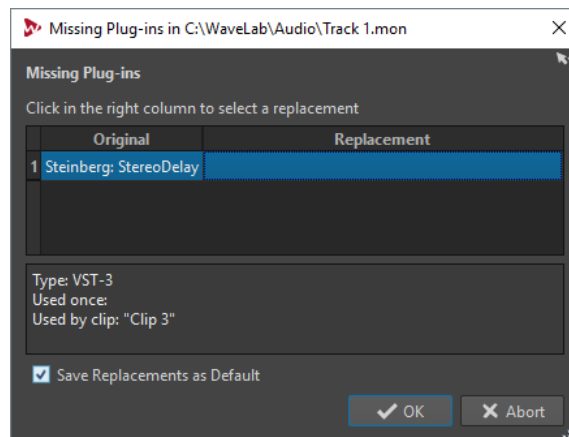 Missing Plug-ins in C:\WaveLab\Audio\Track 1.mon
Missing Plug-ins
Click in the right column to select a replacement
Original Replacement
1 Steinberg: StereoDelay
Type: VST-3
Used once:
Used by clip: "Clip 3"
Save Replacements as Default
OK Abort